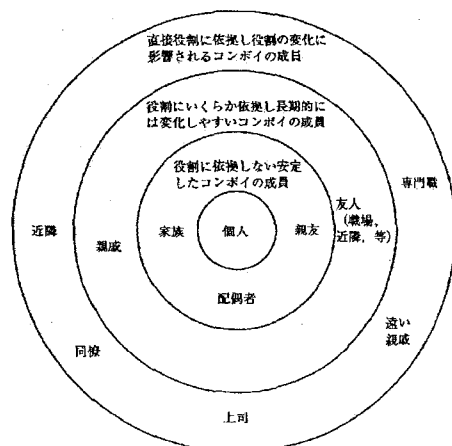 直接役割に依拠し役割の変化に
影響されるコンボイの成員
役割にいくらか依拠し長期的に
は変化しやすいコンボイの成員
役割に依拠しない安定
したコンボイの成員
専門職
友人
(職場,
近隣, 等)
近隣
親戚
家族
個人
親友
配偶者
同僚
遠い
親戚
上司